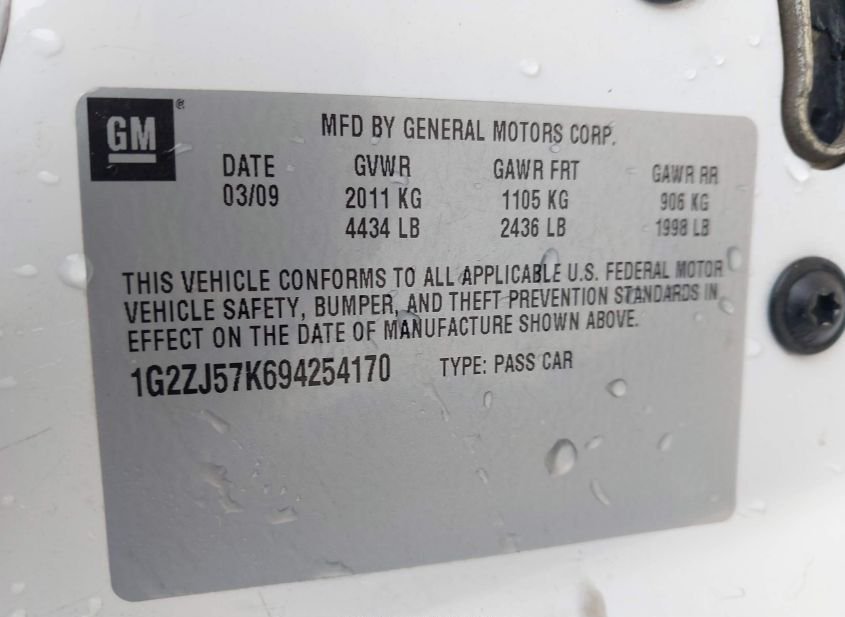 GM ®
MFD BY GENERAL MOTORS CORP.
DATE GVWR GAWR FRT GAWR RR
03/09 2011 KG 1105 KG 906 KG
4434 LB 2436 LB 1998 LB
THIS VEHICLE CONFORMS TO ALL APPLICABLE U.S. FEDERAL MOTOR
VEHICLE SAFETY, BUMPER, AND THEFT PREVENTION STANDARDS IN
EFFECT ON THE DATE OF MANUFACTURE SHOWN ABOVE.
1G2ZJ57K694254170 TYPE: PASS CAR